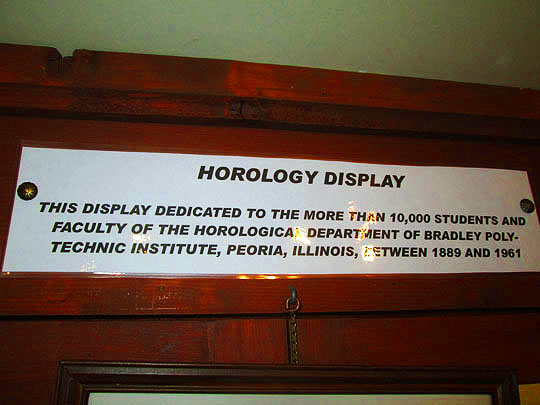 HOROLOGY DISPLAY
THIS DISPLAY DEDICATED TO THE MORE THAN 10,000 STUDENTS AND
FACULTY OF THE HOROLOGICAL DEPARTMENT OF BRADLEY POLY-
TECHNIC INSTITUTE, PEORIA, ILLINOIS, BETWEEN 1889 AND 1961